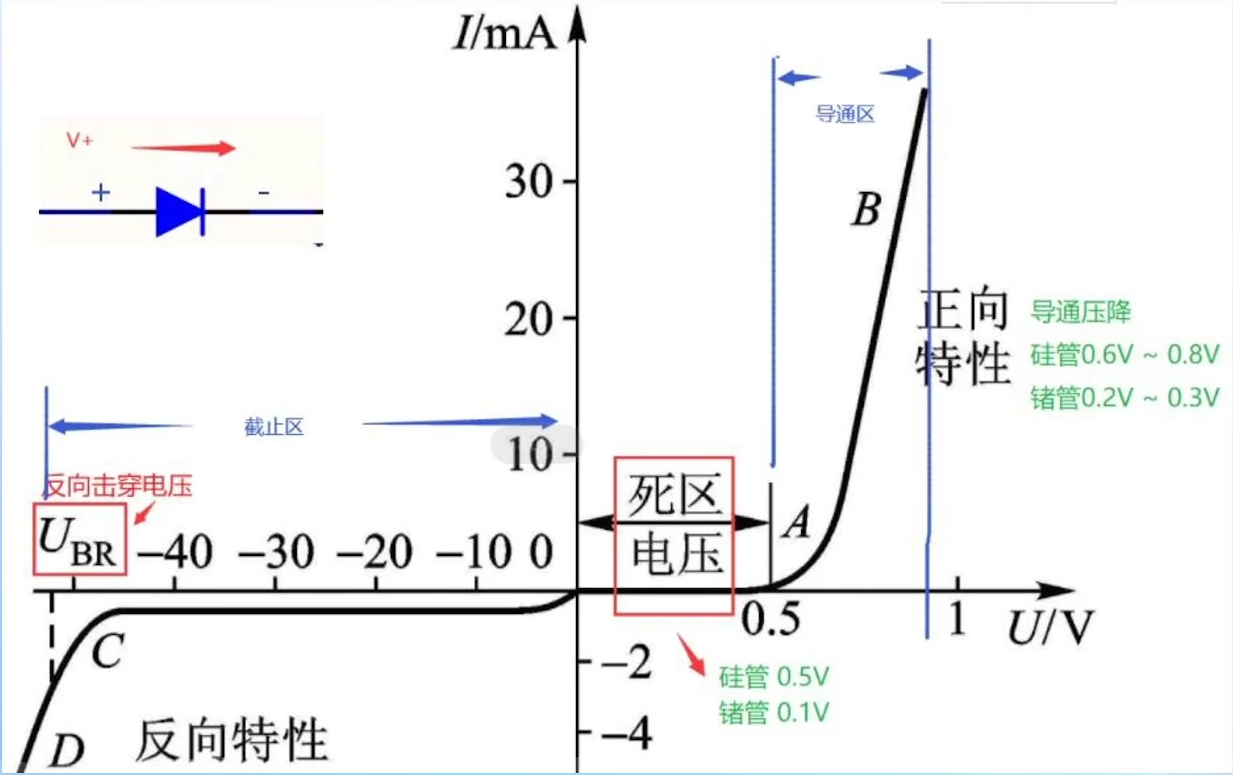 I/mA
导通区
V+
+ -
30
B
正向
特性
导通压降
硅管0.6V ~ 0.8V
锗管0.2V ~ 0.3V
20
截止区
10
反向击穿电压
死区
电压
A
UBR
-40 -30 -20 -10 0
0.5
1
U/V
C
-2
硅管 0.5V
锗管 0.1V
D
反向特性
-4